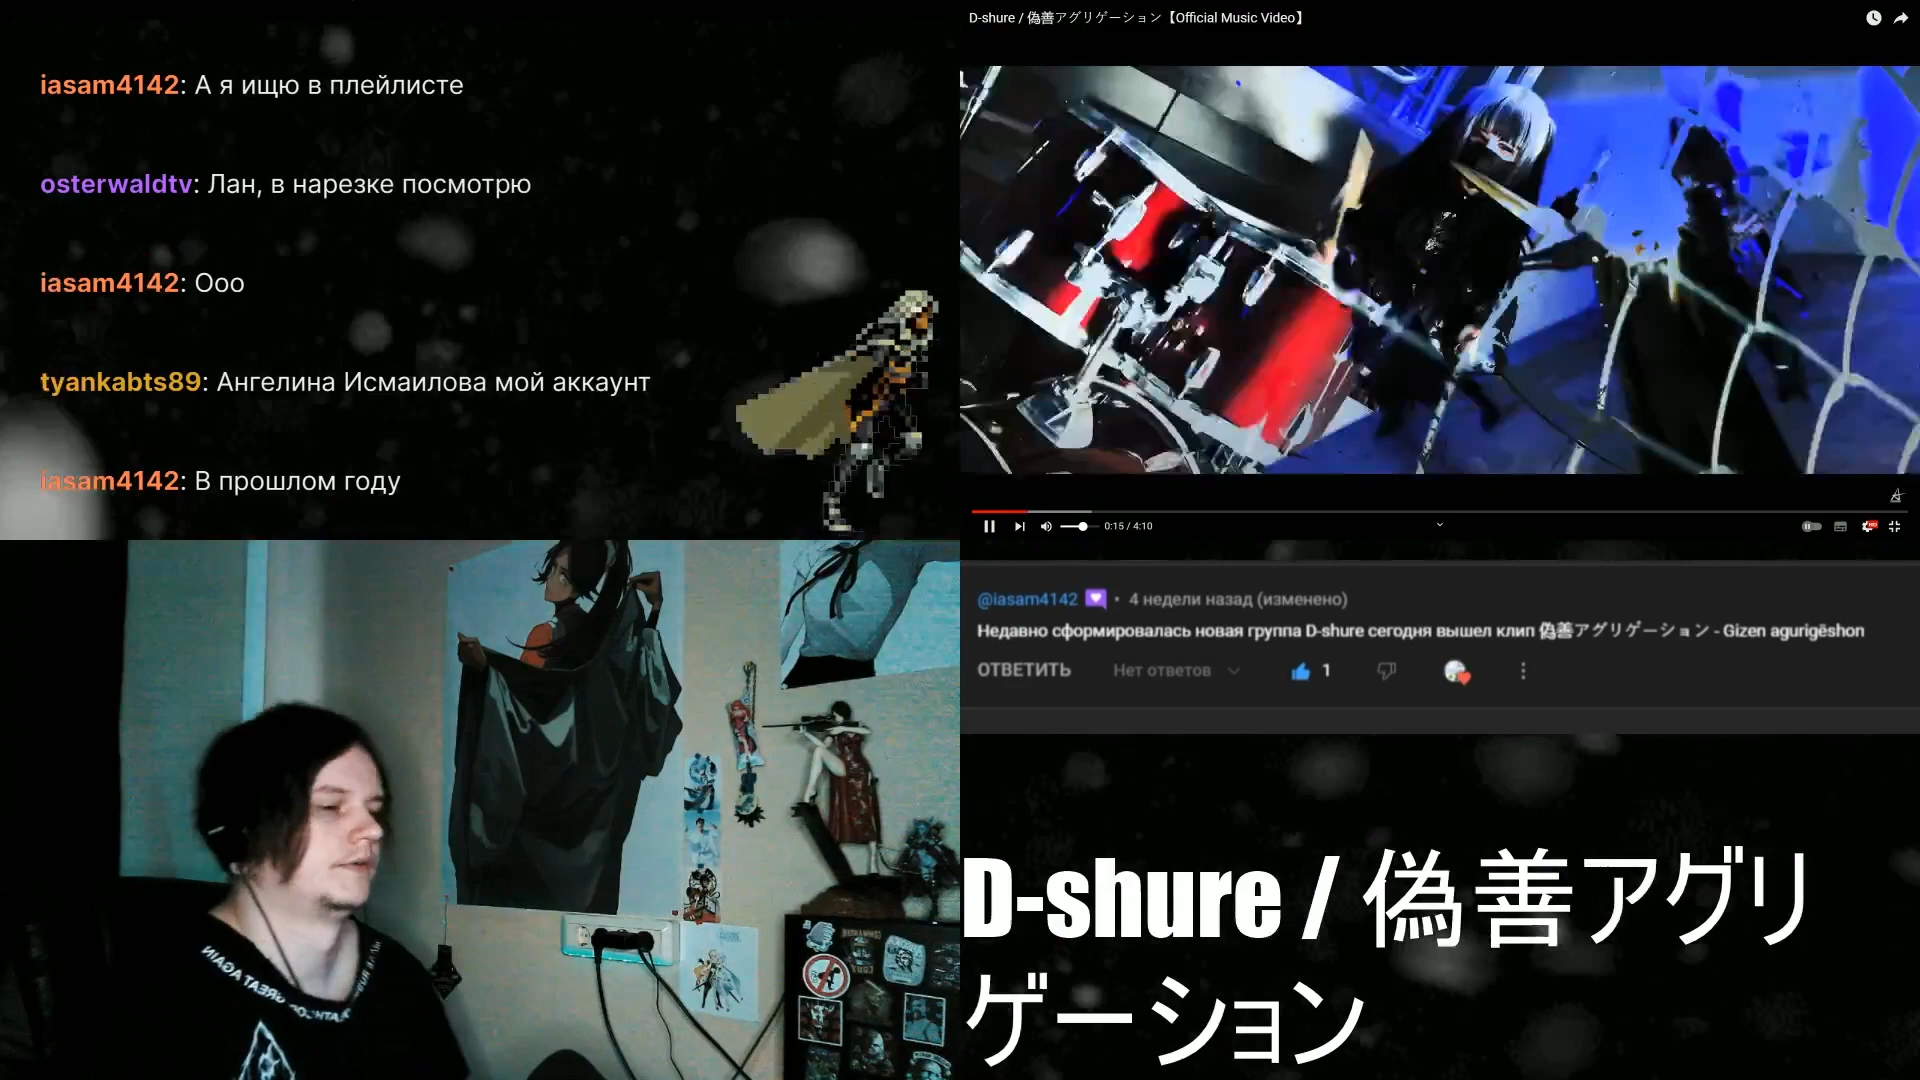 iasam4142: А я ищю в плейлисте
osterwaldtv: Лан, в нарезке посмотрю
iasam4142: Ооо
tyankabts89: Ангелина Исмаилова мой аккаунт
iasam4142: В прошлом году
D-shure / 偽善アグリゲーション【Official Music Video】
0:15 / 4:10
@iasam4142 • 4 недели назад (изменено)
Недавно сформировалась новая группа D-shure сегодня вышел клип 偽善アグリゲーション - Gizen agurigēshon
ОТВЕТИТЬ Нет ответов 1
D-shure / 偽善アグリ
ゲーション